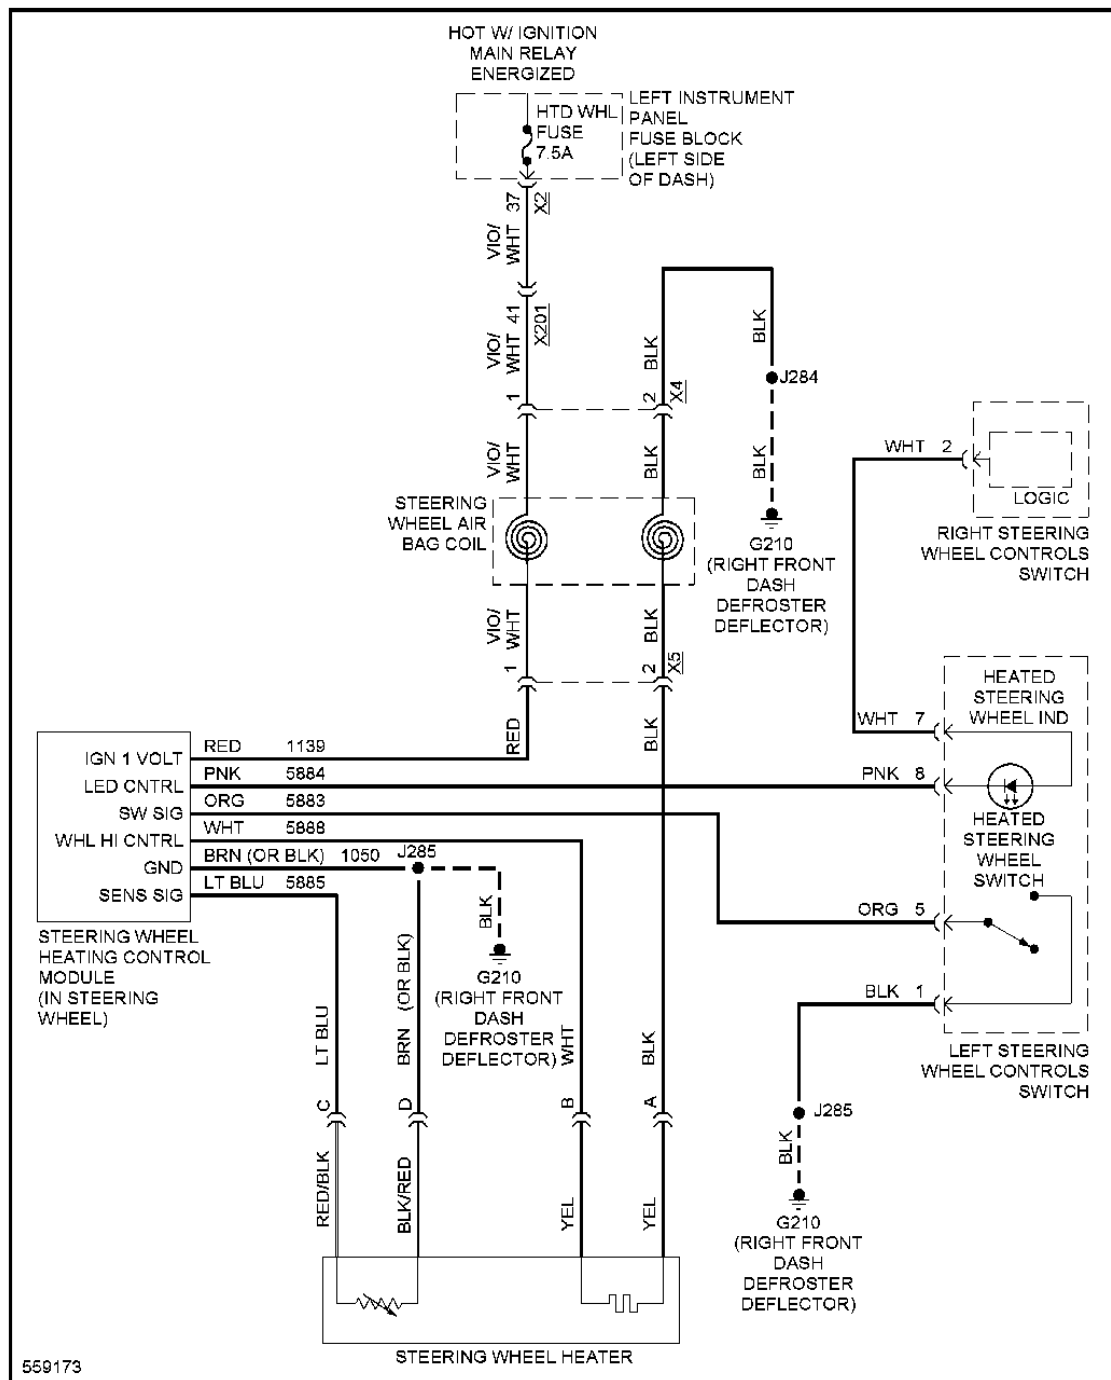 HOT W/ IGNITION
MAIN RELAY
ENERGIZED
HTD WHL
FUSE
7.5A
LEFT INSTRUMENT
PANEL
FUSE BLOCK
(LEFT SIDE
OF DASH)
37
X2
VIO/
WHT
41
X201
VIO/
WHT
1
BLK
2
X4
BLK
J284
BLK
G210
(RIGHT FRONT
DASH
DEFROSTER
DEFLECTOR)
VIO/
WHT
BLK
STEERING
WHEEL AIR
BAG COIL
VIO/
WHT
1
BLK
2
X5
RED
BLK
WHT 2
LOGIC
RIGHT STEERING
WHEEL CONTROLS
SWITCH
HEATED
STEERING
WHEEL IND
WHT 7
PNK 8
HEATED
STEERING
WHEEL
SWITCH
ORG 5
BLK 1
LEFT STEERING
WHEEL CONTROLS
SWITCH
J285
BLK
G210
(RIGHT FRONT
DASH
DEFROSTER
DEFLECTOR)
IGN 1 VOLT RED 1139
LED CNTRL PNK 5884
SW SIG ORG 5883
WHL HI CNTRL WHT 5888
GND BRN (OR BLK) 1050 J285
SENS SIG LT BLU 5885
STEERING WHEEL
HEATING CONTROL
MODULE
(IN STEERING
WHEEL)
BLK
G210
(RIGHT FRONT
DASH
DEFROSTER
DEFLECTOR)
LT BLU
BRN (OR BLK)
WHT
BLK
C
D
B
A
RED/BLK
BLK/RED
YEL
YEL
STEERING WHEEL HEATER
559173